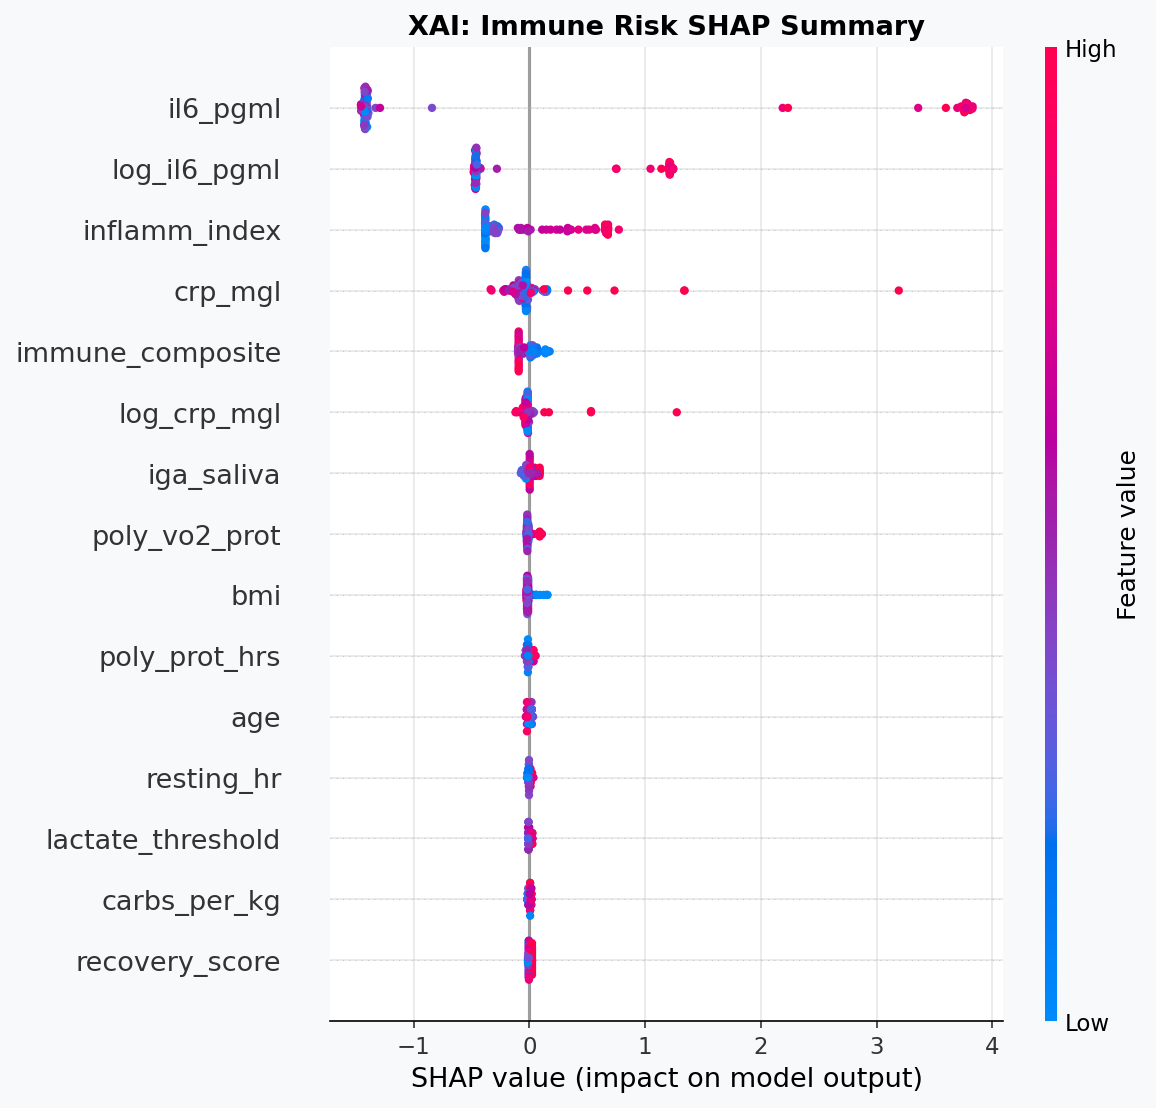 XAI: Immune Risk SHAP Summary
High
il6_pgml
log_il6_pgml
inflamm_index
crp_mgl
immune_composite
log_crp_mgl
iga_saliva
poly_vo2_prot
bmi
poly_prot_hrs
age
resting_hr
lactate_threshold
carbs_per_kg
recovery_score
Feature value
Low
−1 0 1 2 3 4
SHAP value (impact on model output)